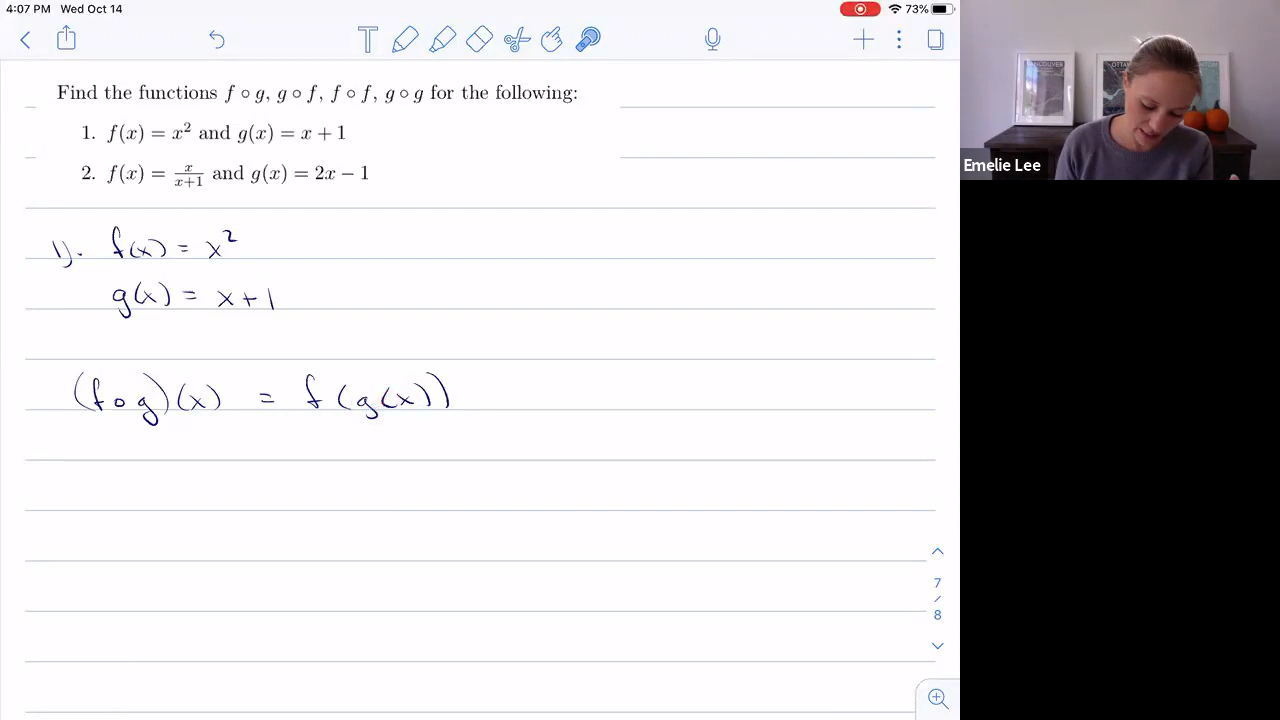 4:07 PM Wed Oct 14
73%
Find the functions f ∘ g, g ∘ f, f ∘ f, g ∘ g for the following:
1. f(x) = x² and g(x) = x + 1
2. f(x) = x/(x+1) and g(x) = 2x − 1
1). f(x) = x²
g(x) = x + 1
(f∘g)(x) = f(g(x))
7
/
8
VANCOUVER
Emelie Lee